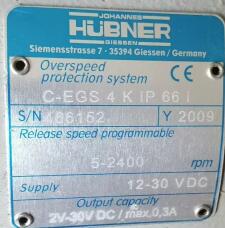 JOHANNES
HÜBNER
GIESSEN
Siemensstrasse 7 - 35394 Giessen / Germany
Overspeed
protection system CE
C-EGS 4 K IP 66 I
S/N 466152 Y 2009
Release speed programmable
5-2400 rpm
Supply 12-30 VDC
Output
2V-30V DC / max.0,3A